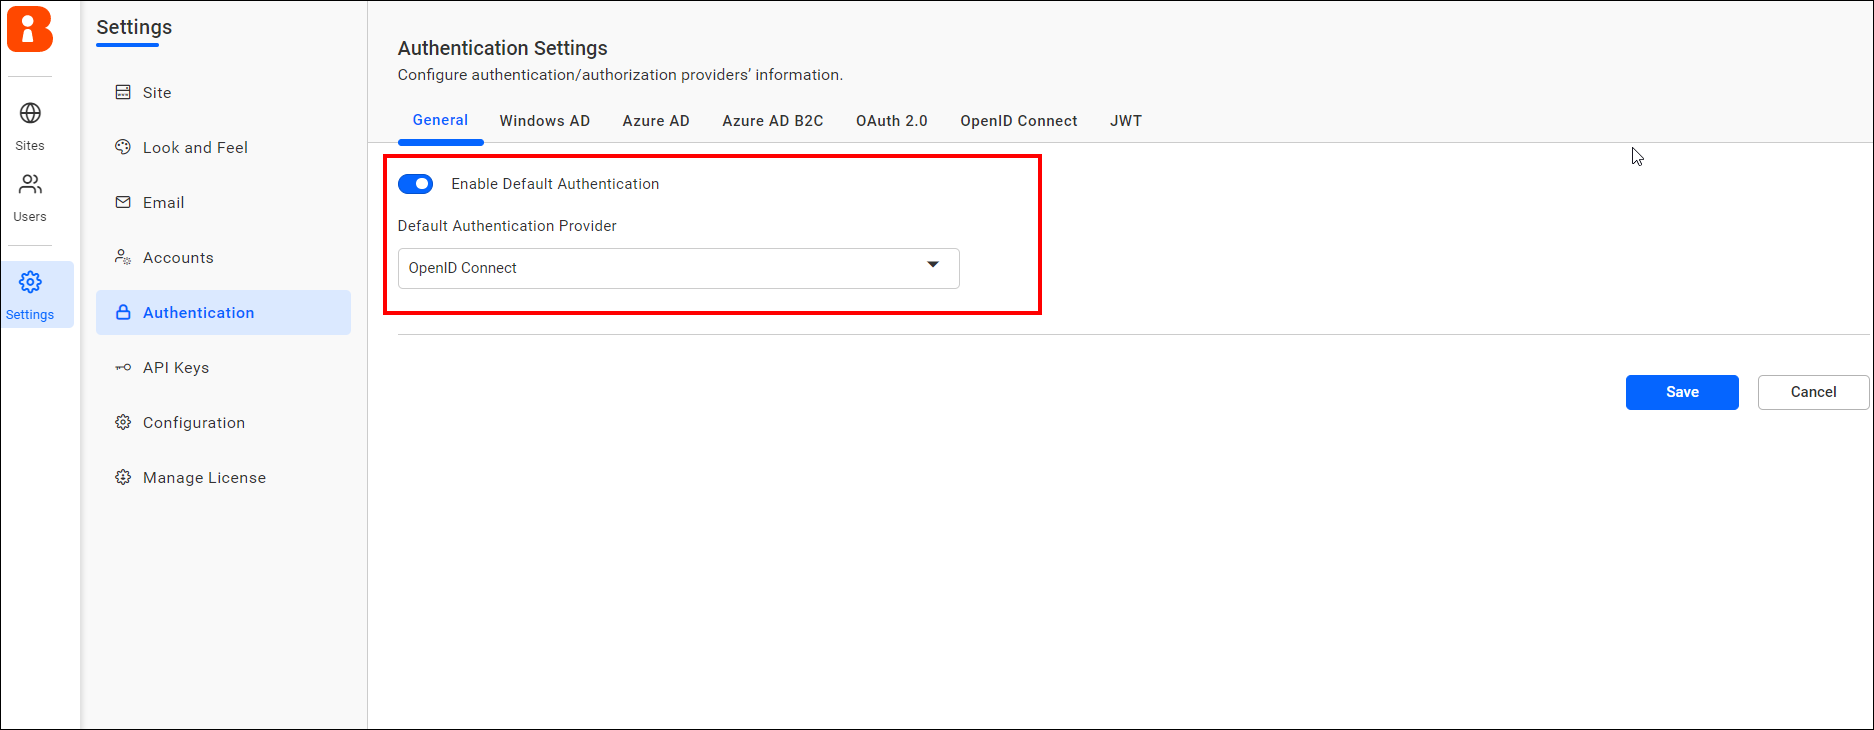 Sites
Users
Settings
Settings
Site
Look and Feel
Email
Accounts
Authentication
API Keys
Configuration
Manage License
Authentication Settings
Configure authentication/authorization providers’ information.
General Windows AD Azure AD Azure AD B2C OAuth 2.0 OpenID Connect JWT
Enable Default Authentication
Default Authentication Provider
OpenID Connect
Save Cancel